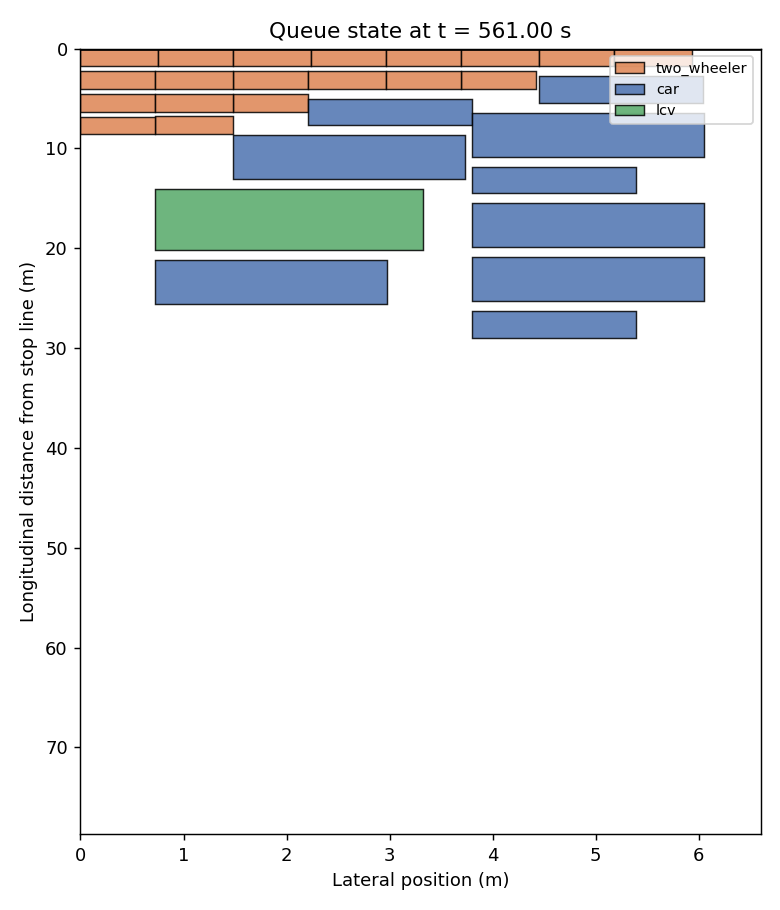 Queue state at t = 561.00 s
two_wheeler
car
lcv
0
10
20
30
40
50
60
70
Longitudinal distance from stop line (m)
0 1 2 3 4 5 6
Lateral position (m)